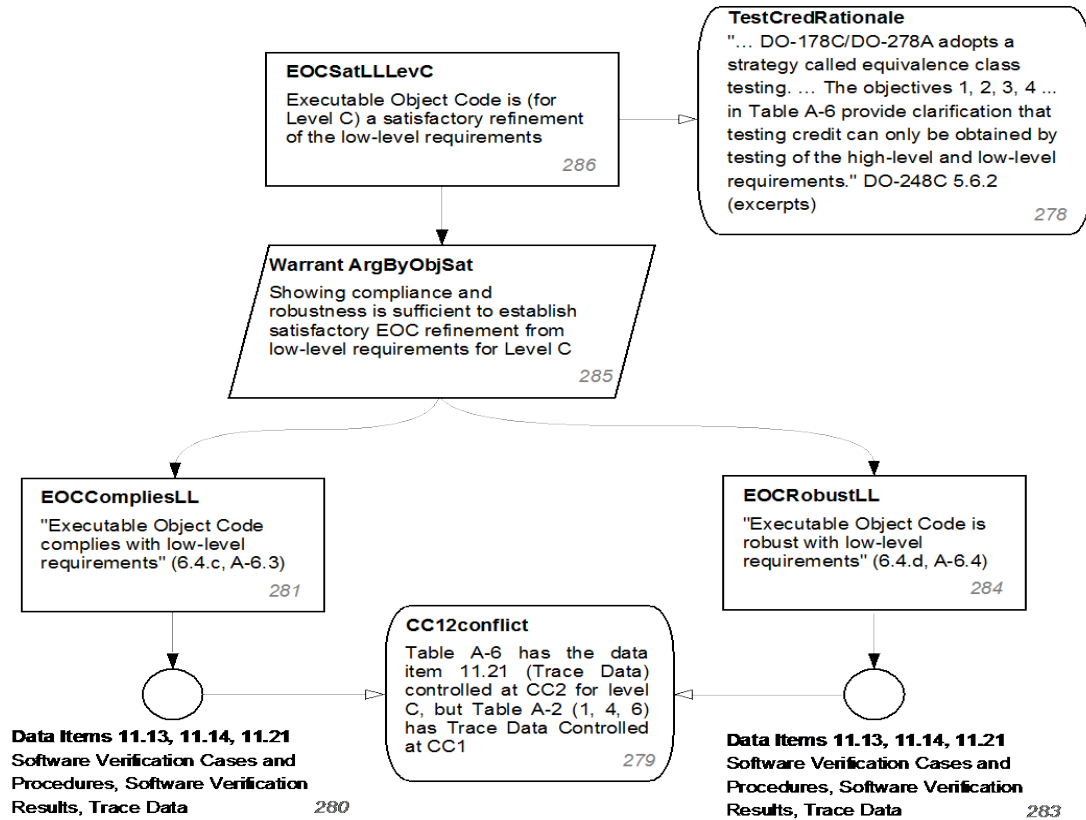 TestCredRationale
"... DO-178C/DO-278A adopts a
strategy called equivalence class
testing. ... The objectives 1, 2, 3, 4 ...
in Table A-6 provide clarification that
testing credit can only be obtained by
testing of the high-level and low-level
requirements." DO-248C 5.6.2
(excerpts)
278
EOCSatLLLevC
Executable Object Code is (for
Level C) a satisfactory refinement
of the low-level requirements
286
Warrant ArgByObjSat
Showing compliance and
robustness is sufficient to establish
satisfactory EOC refinement from
low-level requirements for Level C
285
EOCCompliesLL
"Executable Object Code
complies with low-level
requirements" (6.4.c, A-6.3)
281
EOCRobustLL
"Executable Object Code is
robust with low-level
requirements" (6.4.d, A-6.4)
284
CC12conflict
Table A-6 has the data
item 11.21 (Trace Data)
controlled at CC2 for level
C, but Table A-2 (1, 4, 6)
has Trace Data Controlled
at CC1
279
Data Items 11.13, 11.14, 11.21
Software Verification Cases and
Procedures, Software Verification
Results, Trace Data
280
Data Items 11.13, 11.14, 11.21
Software Verification Cases and
Procedures, Software Verification
Results, Trace Data
283